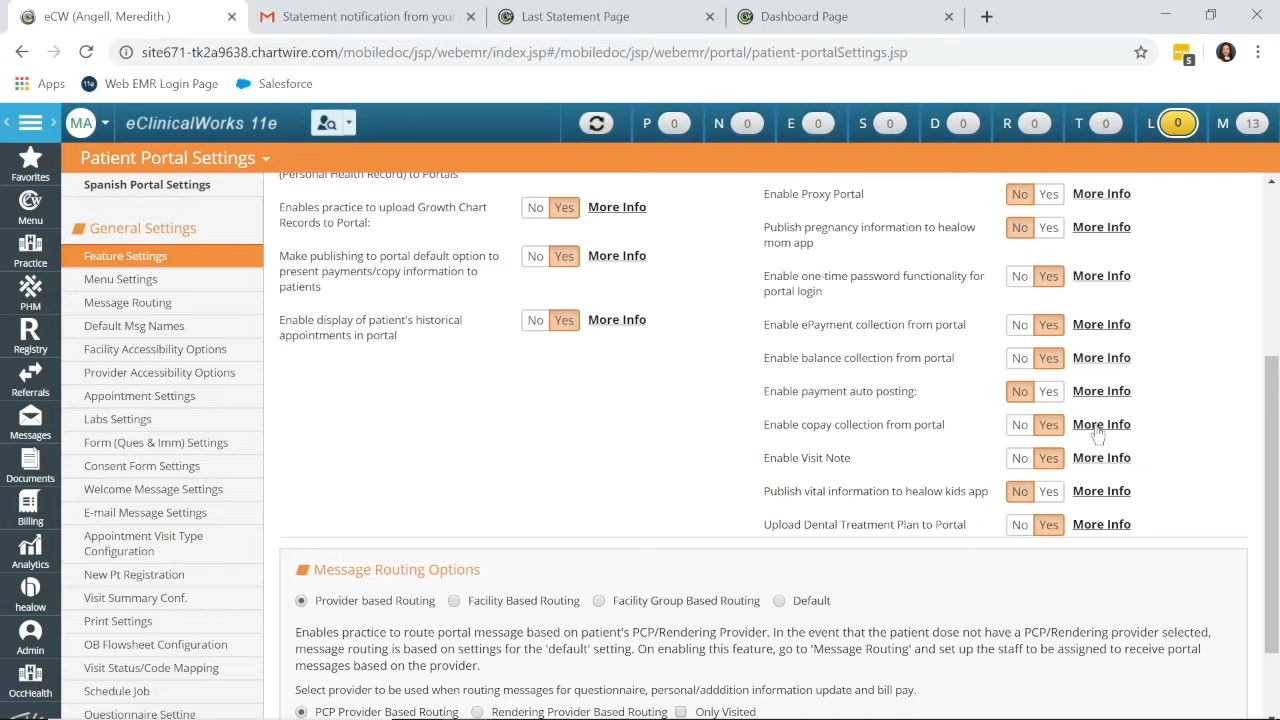 eCW (Angell, Meredith )
Statement notification from your
Last Statement Page
Dashboard Page
site671-tk2a9638.chartwire.com/mobiledoc/jsp/webemr/index.jsp#/mobiledoc/jsp/webemr/portal/patient-portalSettings.jsp
5
Apps
11e
Web EMR Login Page
Salesforce
MA
eClinicalWorks 11e
P 0
N 0
E 0
S 0
D 0
R 0
T 0
L 0
M 13
Favorites
Menu
Practice
PHM
R
Registry
Referrals
Messages
Documents
Billing
Analytics
healow
Admin
OccHealth
Patient Portal Settings
Spanish Portal Settings
General Settings
Feature Settings
Menu Settings
Message Routing
Default Msg Names
Facility Accessibility Options
Provider Accessibility Options
Appointment Settings
Labs Settings
Form (Ques & Imm) Settings
Consent Form Settings
Welcome Message Settings
E-mail Message Settings
Appointment Visit Type
Configuration
New Pt Registration
Visit Summary Conf.
Print Settings
OB Flowsheet Configuration
Visit Status/Code Mapping
Schedule Job
Questionnaire Setting
(Personal Health Record) to Portals
Enables practice to upload Growth Chart
Records to Portal:
No Yes More Info
Make publishing to portal default option to
present payments/copy information to
patients
No Yes More Info
Enable display of patient's historical
appointments in portal
No Yes More Info
Enable Proxy Portal No Yes More Info
Publish pregnancy information to healow
mom app
No Yes More Info
Enable one-time password functionality for
portal login
No Yes More Info
Enable ePayment collection from portal No Yes More Info
Enable balance collection from portal No Yes More Info
Enable payment auto posting: No Yes More Info
Enable copay collection from portal No Yes More Info
Enable Visit Note No Yes More Info
Publish vital information to healow kids app No Yes More Info
Upload Dental Treatment Plan to Portal No Yes More Info
Message Routing Options
Provider based Routing Facility Based Routing Facility Group Based Routing Default
Enables practice to route portal message based on patient's PCP/Rendering Provider. In the event that the patient dose not have a PCP/Rendering provider selected,
message routing is based on settings for the 'default' setting. On enabling this feature, go to 'Message Routing' and set up the staff to be assigned to receive portal
messages based on the provider.
Select provider to be used when routing messages for questionnaire, personal/addition information update and bill pay.
PCP Provider Based Routing Rendering Provider Based Routing Only Visited